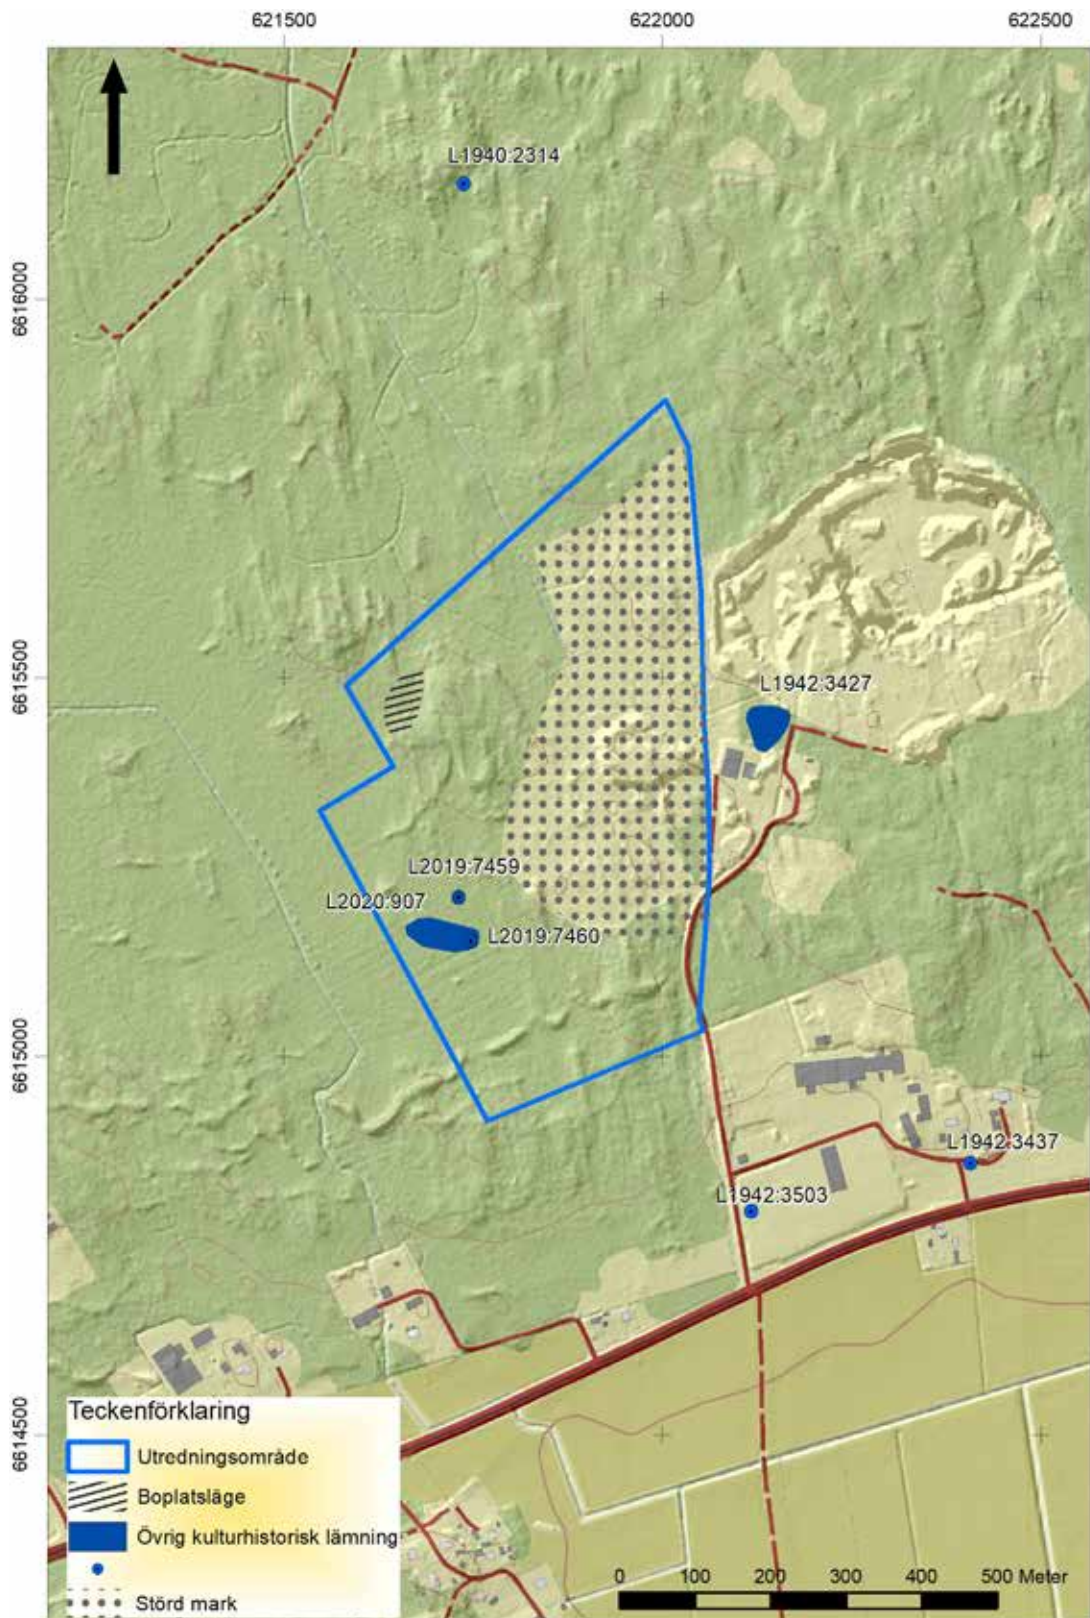 621500 622000 622500
L1940:2314
6616000
6615500
L1942:3427
L2019:7459
L2020:907
L2019:7460
6615000
L1942:3437
L1942:3503
6614500
Teckenförklaring
Utredningsområde
Boplatsläge
Övrig kulturhistorisk lämning
Störd mark
0 100 200 300 400 500 Meter